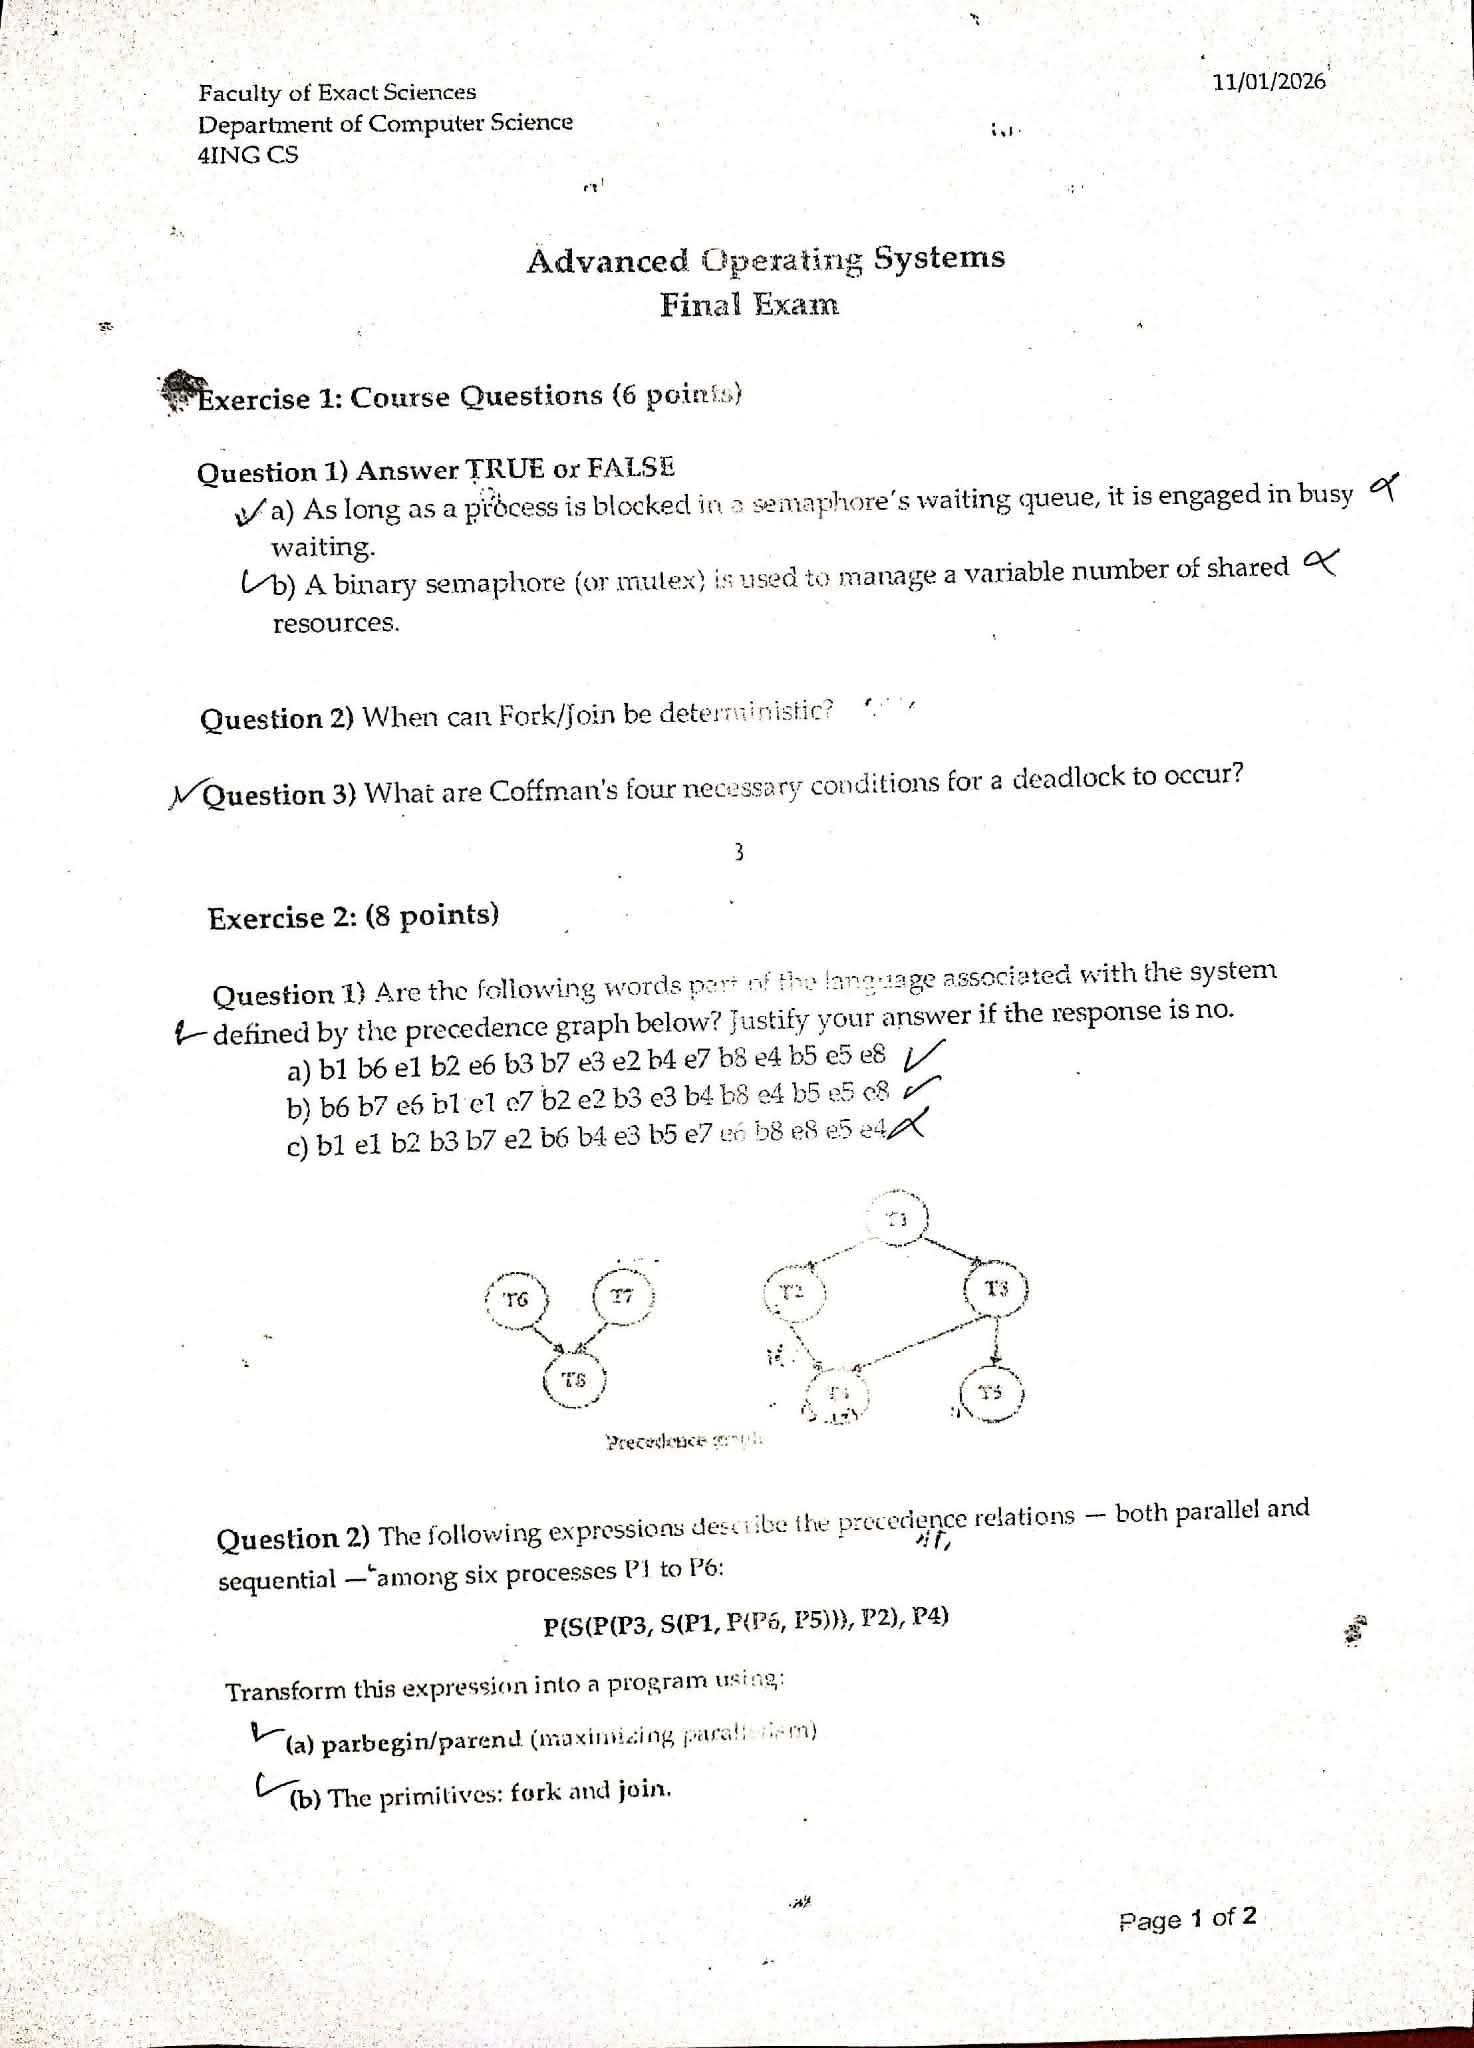 11/01/2026
Faculty of Exact Sciences
Department of Computer Science
4ING CS
Advanced Operating Systems
Final Exam
Exercise 1: Course Questions (6 points)
Question 1) Answer TRUE or FALSE
a) As long as a process is blocked in a semaphore's waiting queue, it is engaged in busy
waiting.
b) A binary semaphore (or mutex) is used to manage a variable number of shared
resources.
Question 2) When can Fork/Join be deterministic?
Question 3) What are Coffman's four necessary conditions for a deadlock to occur?
3
Exercise 2: (8 points)
Question 1) Are the following words part of the language associated with the system
defined by the precedence graph below? Justify your answer if the response is no.
a) b1 b6 e1 b2 e6 b3 b7 e3 e2 b4 e7 b8 e4 b5 e5 e8
b) b6 b7 e6 b1 e1 e7 b2 e2 b3 e3 b4 b8 e4 b5 e5 e8
c) b1 e1 b2 b3 b7 e2 b6 b4 e3 b5 e7 e6 b8 e8 e5 e4
T1
T6 T7 T2 T3
T8 T5
Precedence graph
Question 2) The following expressions describe the precedence relations — both parallel and
sequential — among six processes P1 to P6:
P(S(P(P3, S(P1, P(P6, P5))), P2), P4)
Transform this expression into a program using:
(a) parbegin/parend (maximizing parallelism)
(b) The primitives: fork and join.
Page 1 of 2